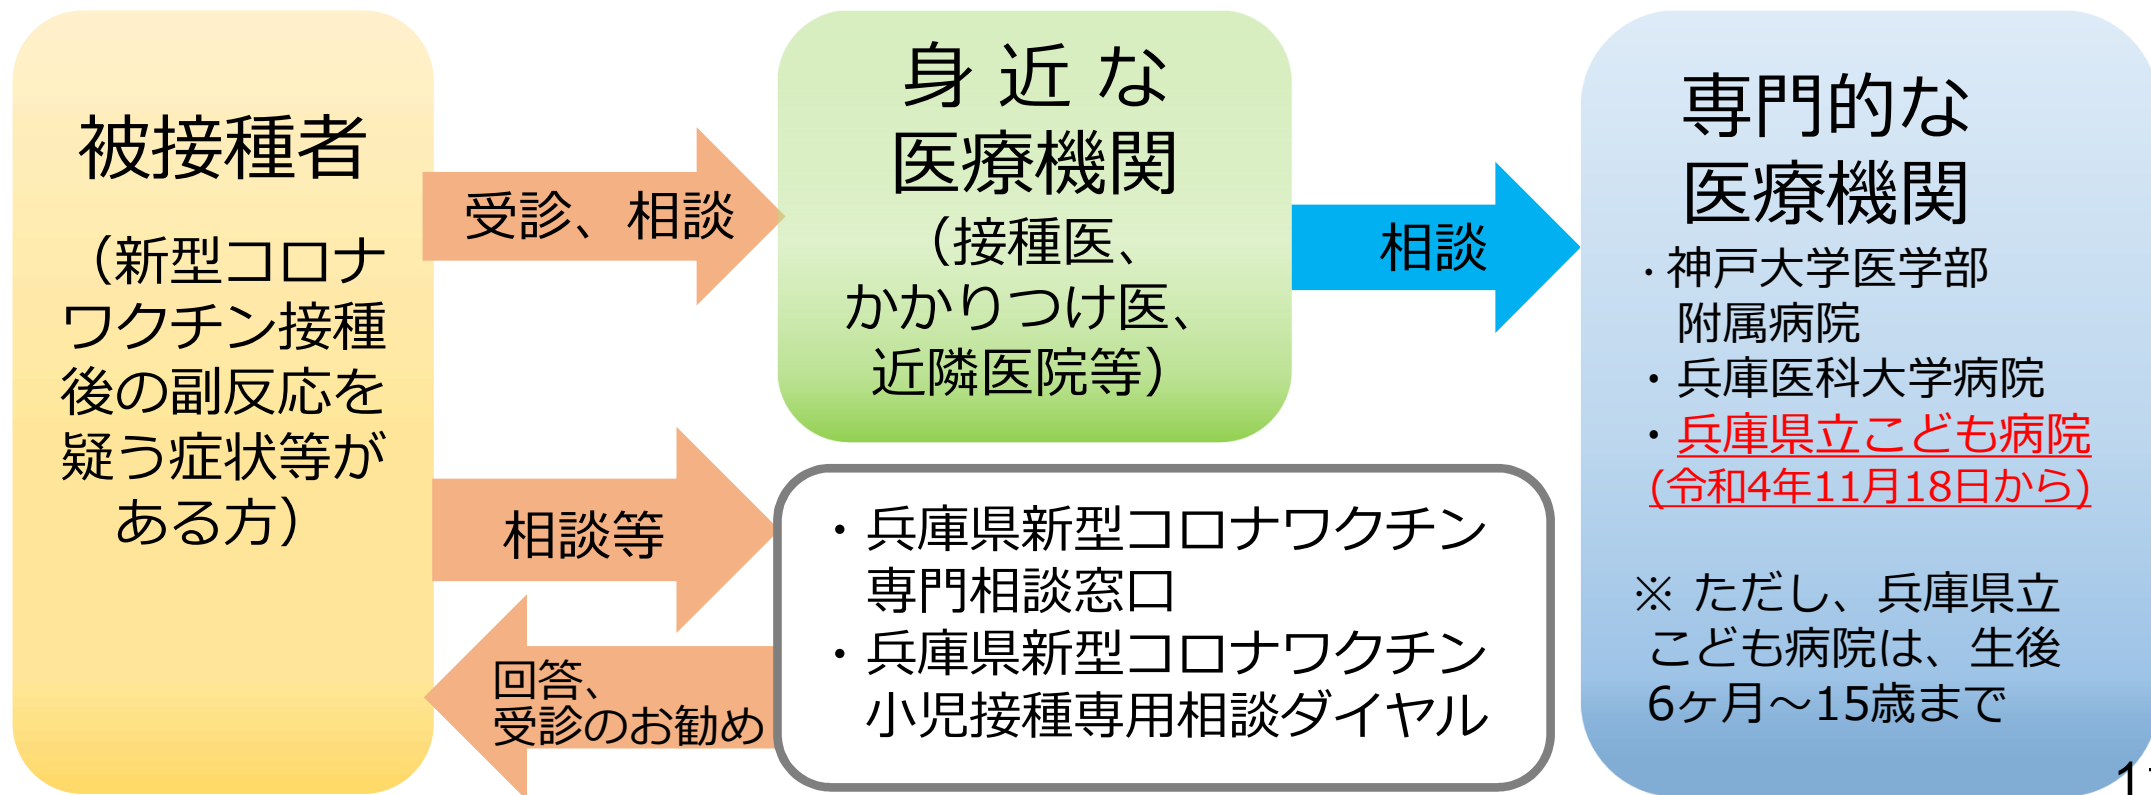 被接種者
（新型コロナ
ワクチン接種
後の副反応を
疑う症状等が
ある方）
受診、相談
相談等
回答、
受診のお勧め
身 近 な
医療機関
（接種医、
かかりつけ医、
近隣医院等）
・兵庫県新型コロナワクチン
専門相談窓口
・兵庫県新型コロナワクチン
小児接種専用相談ダイヤル
相談
専門的な
医療機関
・神戸大学医学部
附属病院
・兵庫医科大学病院
・兵庫県立こども病院
(令和4年11月18日から)
※ ただし、兵庫県立
こども病院は、生後
6ヶ月～15歳まで